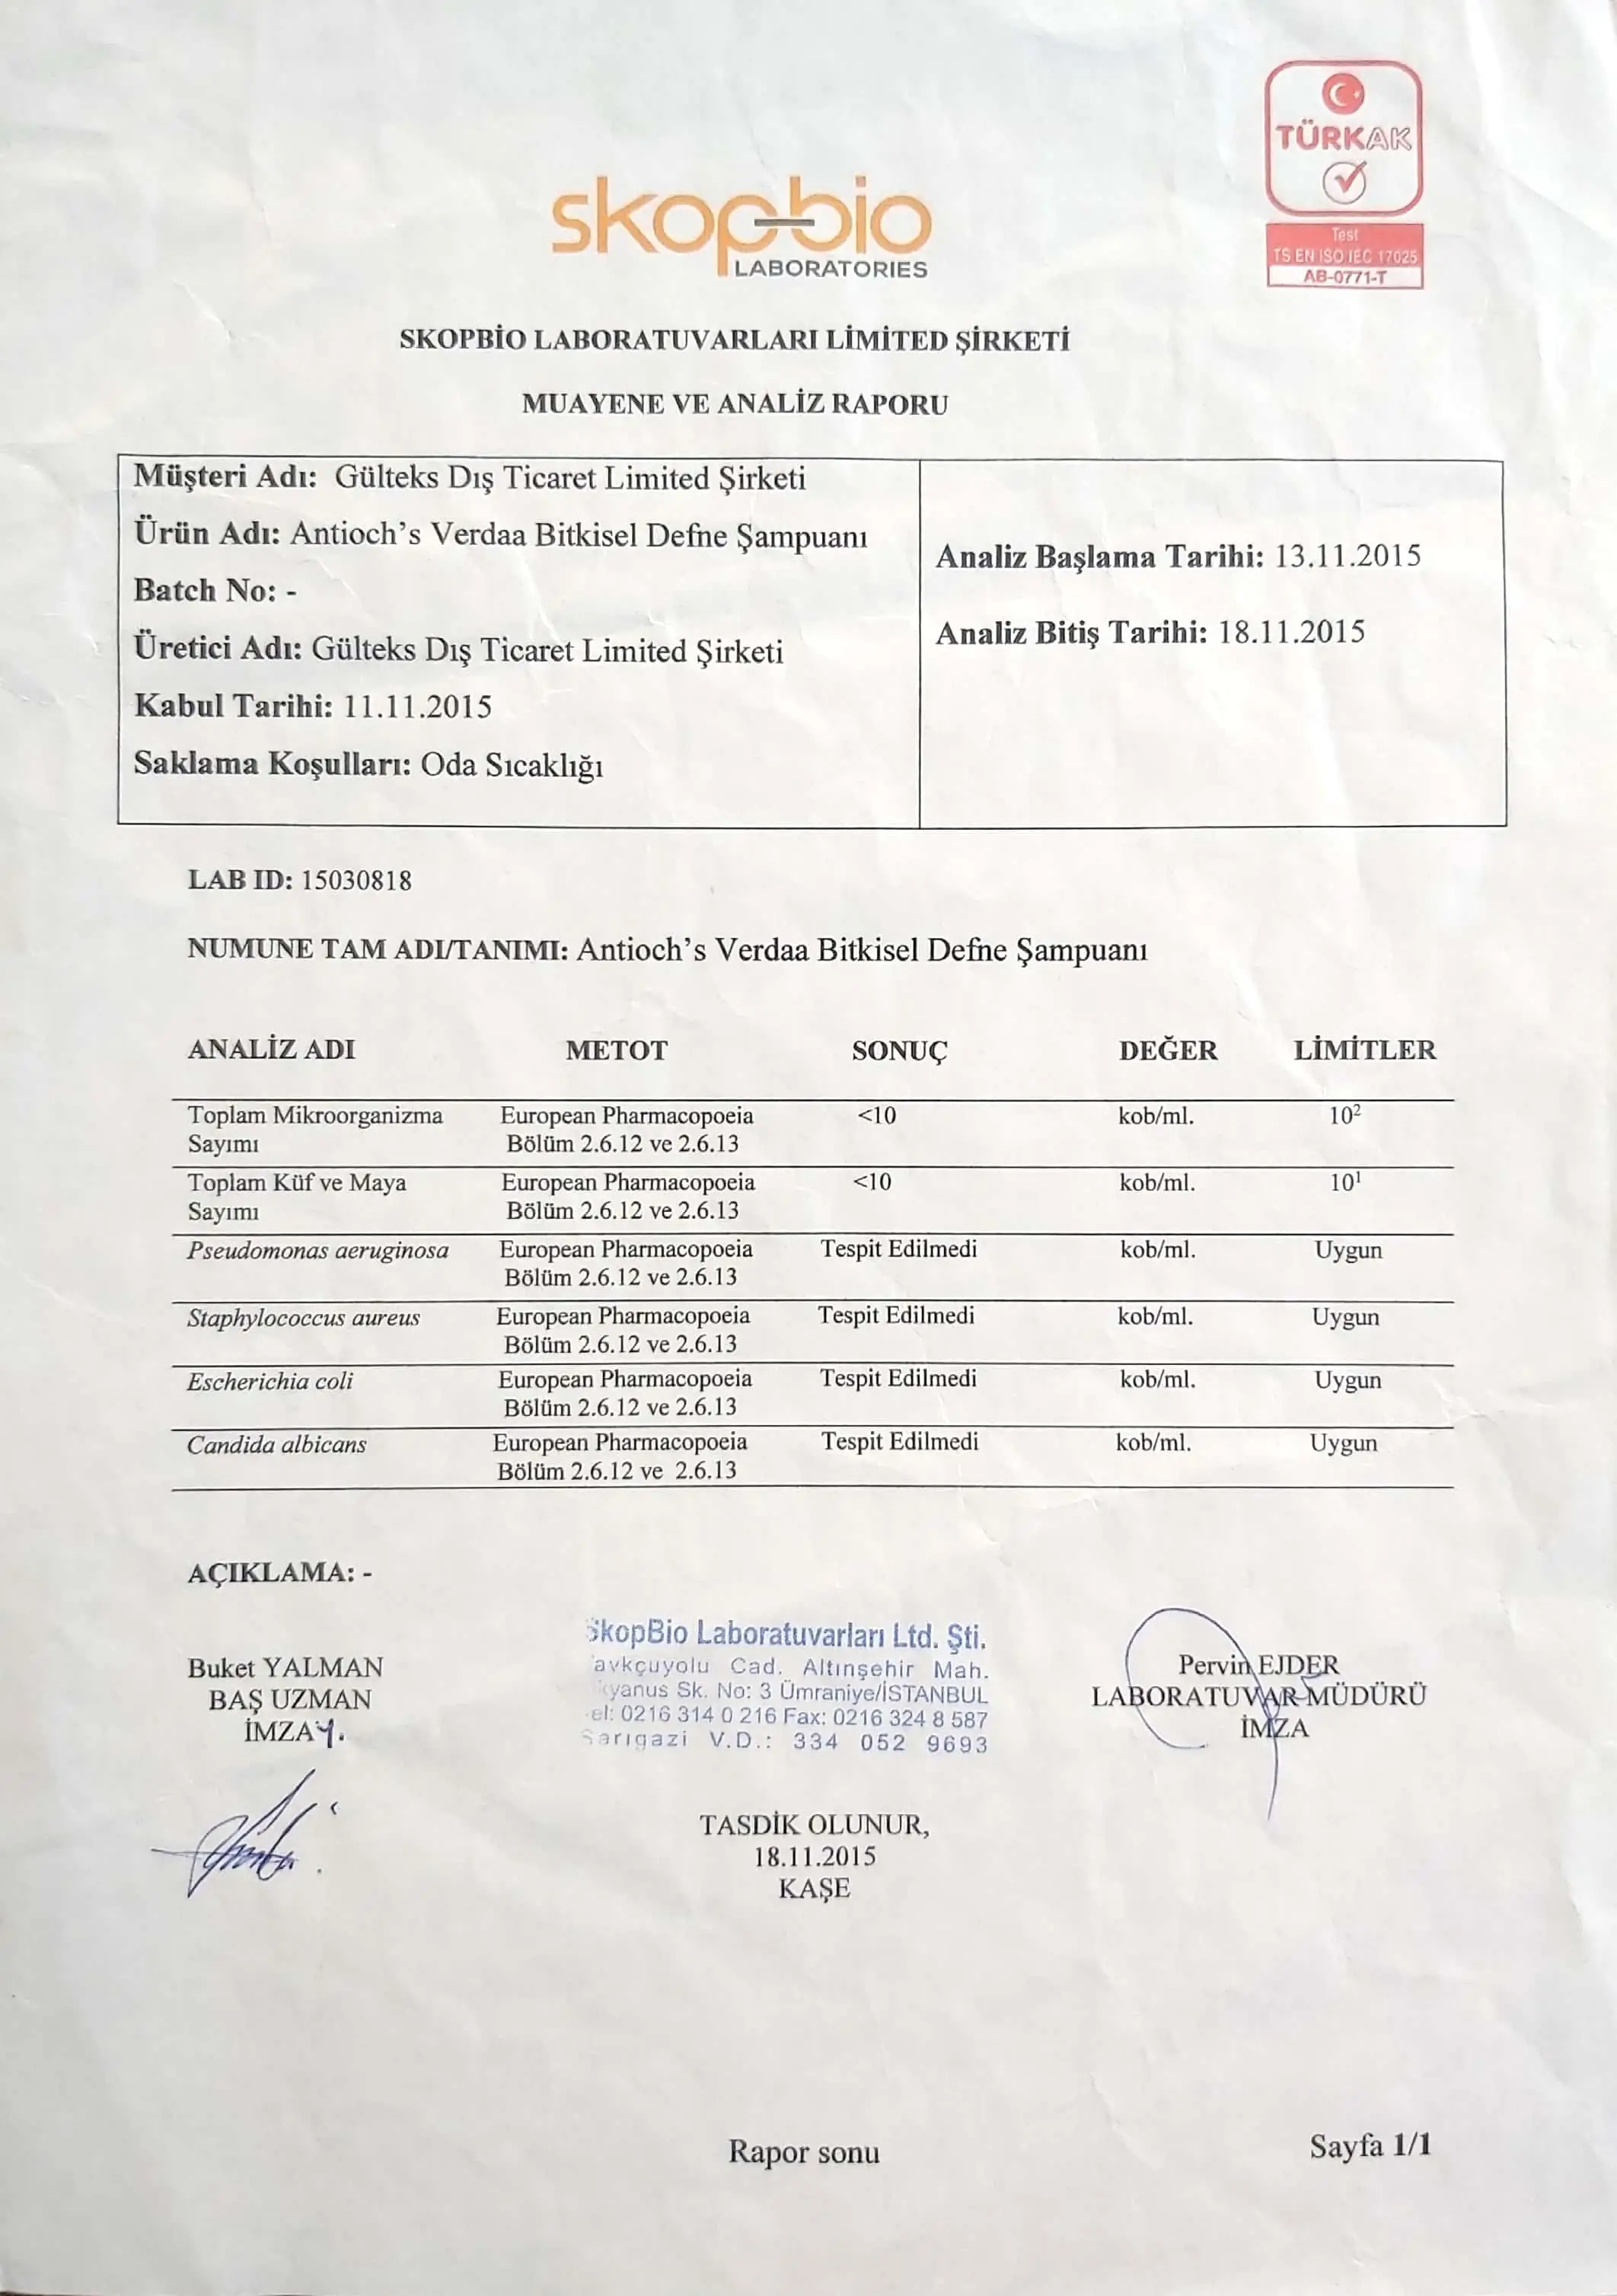 TÜRKAK
Test
TS EN ISO IEC 17025
AB-0771-T
skopbio
LABORATORIES
SKOPBİO LABORATUVARLARI LİMİTED ŞİRKETİ
MUAYENE VE ANALİZ RAPORU
Müşteri Adı: Gülteks Dış Ticaret Limited Şirketi
Ürün Adı: Antioch's Verdaa Bitkisel Defne Şampuanı
Batch No: -
Üretici Adı: Gülteks Dış Ticaret Limited Şirketi
Kabul Tarihi: 11.11.2015
Saklama Koşulları: Oda Sıcaklığı
Analiz Başlama Tarihi: 13.11.2015
Analiz Bitiş Tarihi: 18.11.2015
LAB ID: 15030818
NUMUNE TAM ADI/TANIMI: Antioch's Verdaa Bitkisel Defne Şampuanı
ANALİZ ADI METOT SONUÇ DEĞER LİMİTLER
Toplam Mikroorganizma European Pharmacopoeia <10 kob/ml. 10²
Sayımı Bölüm 2.6.12 ve 2.6.13
Toplam Küf ve Maya European Pharmacopoeia <10 kob/ml. 10¹
Sayımı Bölüm 2.6.12 ve 2.6.13
Pseudomonas aeruginosa European Pharmacopoeia Tespit Edilmedi kob/ml. Uygun
Bölüm 2.6.12 ve 2.6.13
Staphylococcus aureus European Pharmacopoeia Tespit Edilmedi kob/ml. Uygun
Bölüm 2.6.12 ve 2.6.13
Escherichia coli European Pharmacopoeia Tespit Edilmedi kob/ml. Uygun
Bölüm 2.6.12 ve 2.6.13
Candida albicans European Pharmacopoeia Tespit Edilmedi kob/ml. Uygun
Bölüm 2.6.12 ve 2.6.13
AÇIKLAMA: -
Buket YALMAN
BAŞ UZMAN
İMZA
SkopBio Laboratuvarları Ltd. Şti.
Cad. Altınşehir Mah.
Sk. No: 3 Ümraniye/İSTANBUL
0216 314 0 216 Fax: 0216 324 8 587
Sarıgazi V.D.: 334 052 9693
Pervin EJDER
LABORATUVAR MÜDÜRÜ
İMZA
TASDİK OLUNUR,
18.11.2015
KAŞE
Rapor sonu
Sayfa 1/1